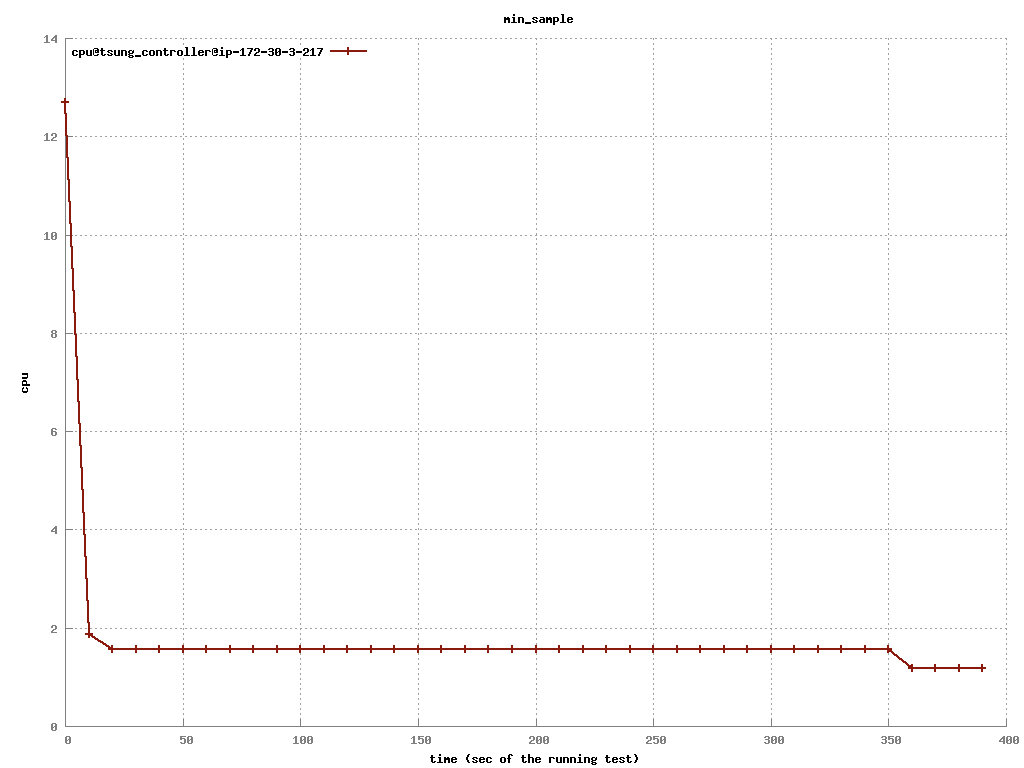 min_sample
14
cpu@tsung_controller@ip-172-30-3-217
12
10
8
cpu
6
4
2
0
0 50 100 150 200 250 300 350 400
time (sec of the running test)